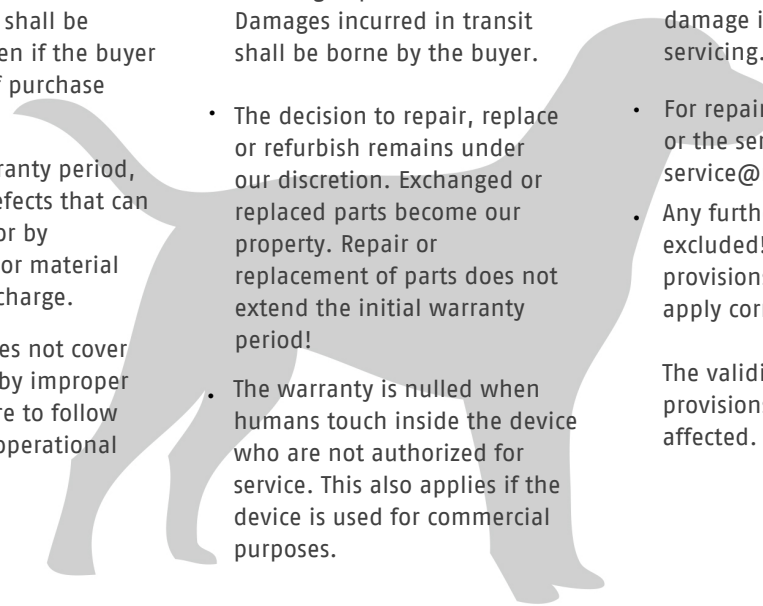 shall be
en if the buyer
purchase
ranty period,
efects that can
or by
or material
charge.
es not cover
by improper
re to follow
operational
Damages incurred in transit
shall be borne by the buyer.
• The decision to repair, replace
or refurbish remains under
our discretion. Exchanged or
replaced parts become our
property. Repair or
replacement of parts does not
extend the initial warranty
period!
• The warranty is nulled when
humans touch inside the device
who are not authorized for
service. This also applies if the
device is used for commercial
purposes.
damage i
servicing.
• For repair
or the ser
service@
• Any furth
excluded!
provisions
apply cor
The validi
provisions
affected.